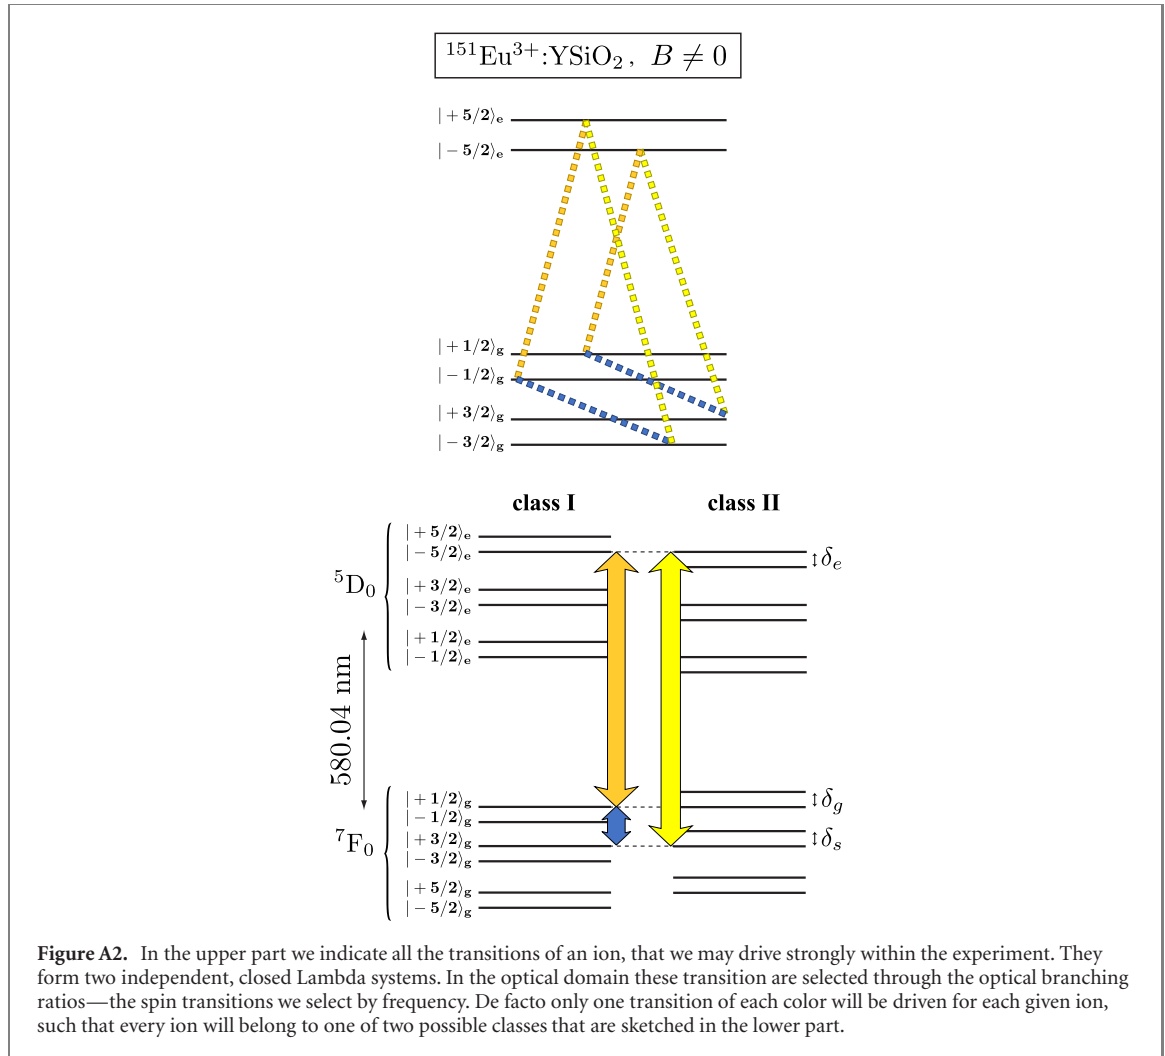 ¹⁵¹Eu³⁺:YSiO₂, B ≠ 0
|+5/2⟩ₑ
|−5/2⟩ₑ
|+1/2⟩g
|−1/2⟩g
|+3/2⟩g
|−3/2⟩g
class I class II
|+5/2⟩ₑ
|−5/2⟩ₑ
δₑ
⁵D₀
|+3/2⟩ₑ
|−3/2⟩ₑ
|+1/2⟩ₑ
|−1/2⟩ₑ
580.04 nm
|+1/2⟩g
δg
|−1/2⟩g
⁷F₀
|+3/2⟩g
δₛ
|−3/2⟩g
|+5/2⟩g
|−5/2⟩g
Figure A2. In the upper part we indicate all the transitions of an ion, that we may drive strongly within the experiment. They
form two independent, closed Lambda systems. In the optical domain these transition are selected through the optical branching
ratios—the spin transitions we select by frequency. De facto only one transition of each color will be driven for each given ion,
such that every ion will belong to one of two possible classes that are sketched in the lower part.